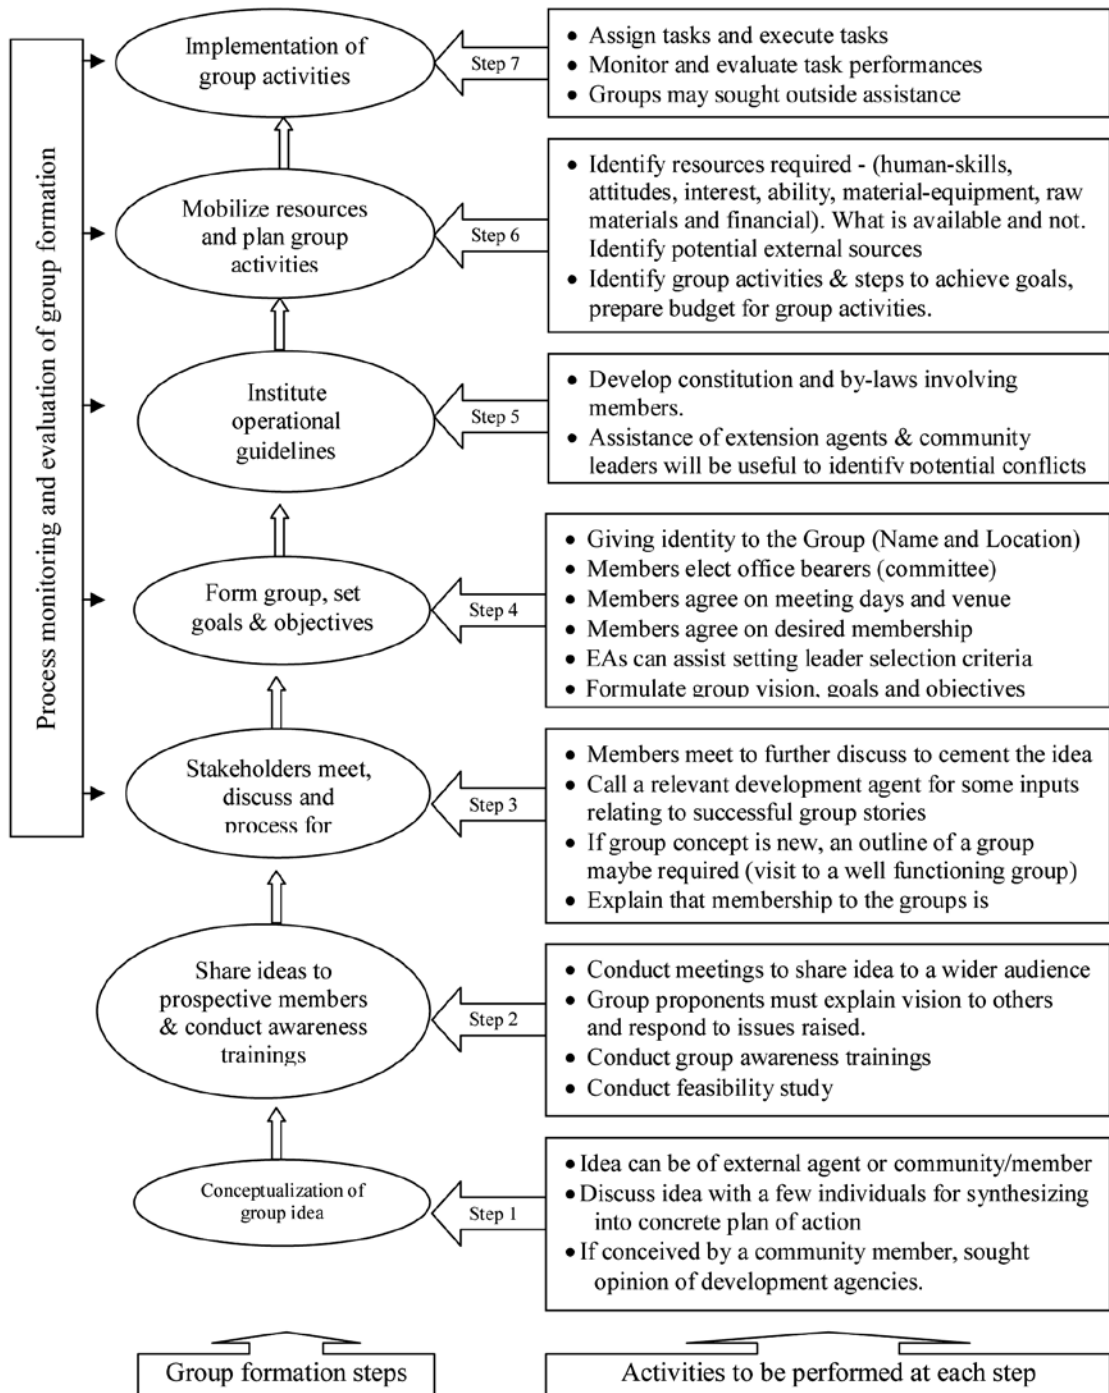 Process monitoring and evaluation of group formation
Implementation of
group activities
Step 7
• Assign tasks and execute tasks
• Monitor and evaluate task performances
• Groups may sought outside assistance
Mobilize resources
and plan group
activities
Step 6
• Identify resources required - (human-skills,
attitudes, interest, ability, material-equipment, raw
materials and financial). What is available and not.
Identify potential external sources
• Identify group activities & steps to achieve goals,
prepare budget for group activities.
Institute
operational
guidelines
Step 5
• Develop constitution and by-laws involving
members.
• Assistance of extension agents & community
leaders will be useful to identify potential conflicts
Form group, set
goals & objectives
Step 4
• Giving identity to the Group (Name and Location)
• Members elect office bearers (committee)
• Members agree on meeting days and venue
• Members agree on desired membership
• EAs can assist setting leader selection criteria
• Formulate group vision, goals and objectives
Stakeholders meet,
discuss and
process for
Step 3
• Members meet to further discuss to cement the idea
• Call a relevant development agent for some inputs
relating to successful group stories
• If group concept is new, an outline of a group
maybe required (visit to a well functioning group)
• Explain that membership to the groups is
Share ideas to
prospective members
& conduct awareness
trainings
Step 2
• Conduct meetings to share idea to a wider audience
• Group proponents must explain vision to others
and respond to issues raised.
• Conduct group awareness trainings
• Conduct feasibility study
Conceptualization of
group idea
Step 1
• Idea can be of external agent or community/member
• Discuss idea with a few individuals for synthesizing
into concrete plan of action
• If conceived by a community member, sought
opinion of development agencies.
Group formation steps
Activities to be performed at each step